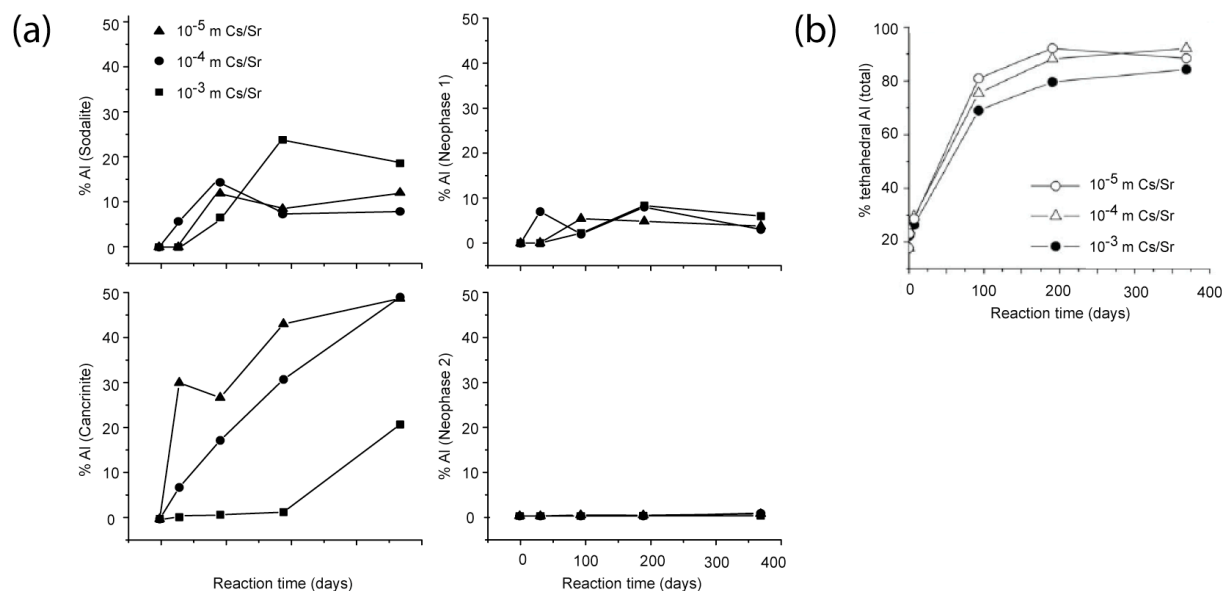 (a)
50
40
30
25
20
10
0
% Al (Sodalite)
10-5 m Cs/Sr
10-4 m Cs/Sr
10-3 m Cs/Sr
50
40
30
25
20
10
0
% Al (Neophase 1)
(b)
100
80
60
40
20
% tethahedral Al (total)
10-5 m Cs/Sr
10-4 m Cs/Sr
10-3 m Cs/Sr
0 100 200 300 400
Reaction time (days)
50
40
30
25
20
10
0
% Al (Cancrinite)
Reaction time (days)
50
40
30
25
20
10
0
% Al (Neophase 2)
0 100 200 300 400
Reaction time (days)